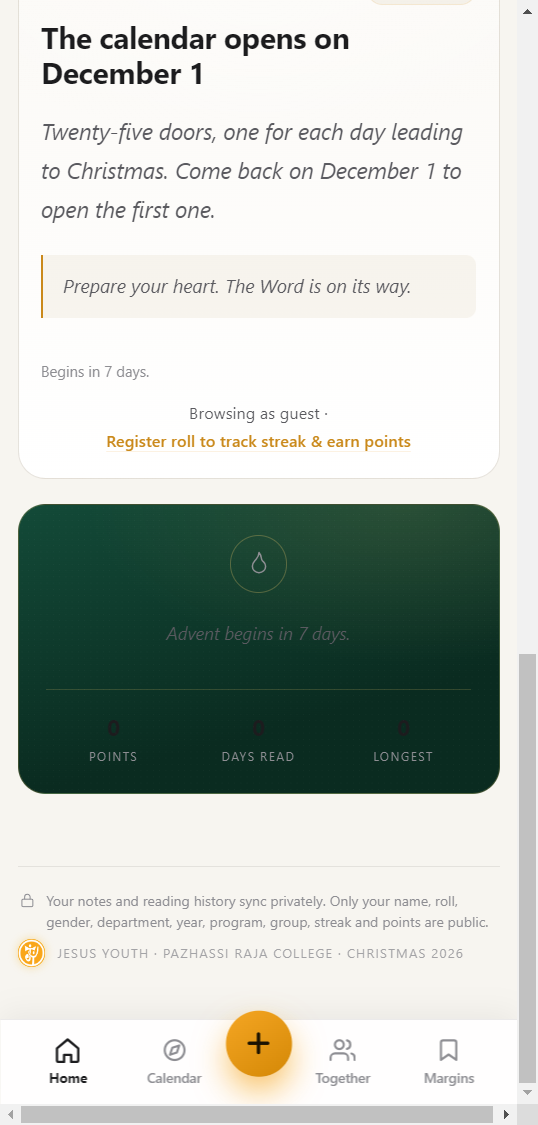 The calendar opens on
December 1
Twenty-five doors, one for each day leading
to Christmas. Come back on December 1 to
open the first one.
Prepare your heart. The Word is on its way.
Begins in 7 days.
Browsing as guest ·
Register roll to track streak & earn points
Advent begins in 7 days.
0 0 0
POINTS DAYS READ LONGEST
Your notes and reading history sync privately. Only your name, roll,
gender, department, year, program, group, streak and points are public.
JESUS YOUTH · PAZHASSI RAJA COLLEGE · CHRISTMAS 2026
Home Calendar Together Margins